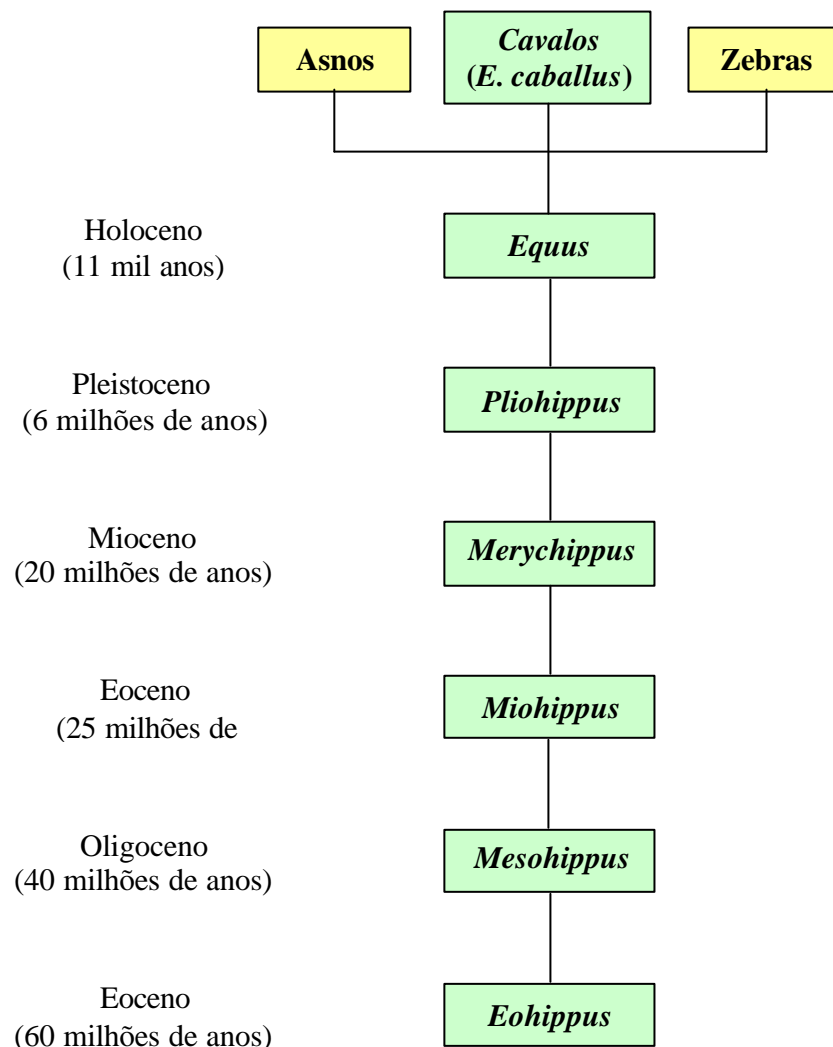 Asnos
Cavalos
(E. caballus)
Zebras
Holoceno
(11 mil anos)
Equus
Pleistoceno
(6 milhões de anos)
Pliohippus
Mioceno
(20 milhões de anos)
Merychippus
Eoceno
(25 milhões de
Miohippus
Oligoceno
(40 milhões de anos)
Mesohippus
Eoceno
(60 milhões de anos)
Eohippus